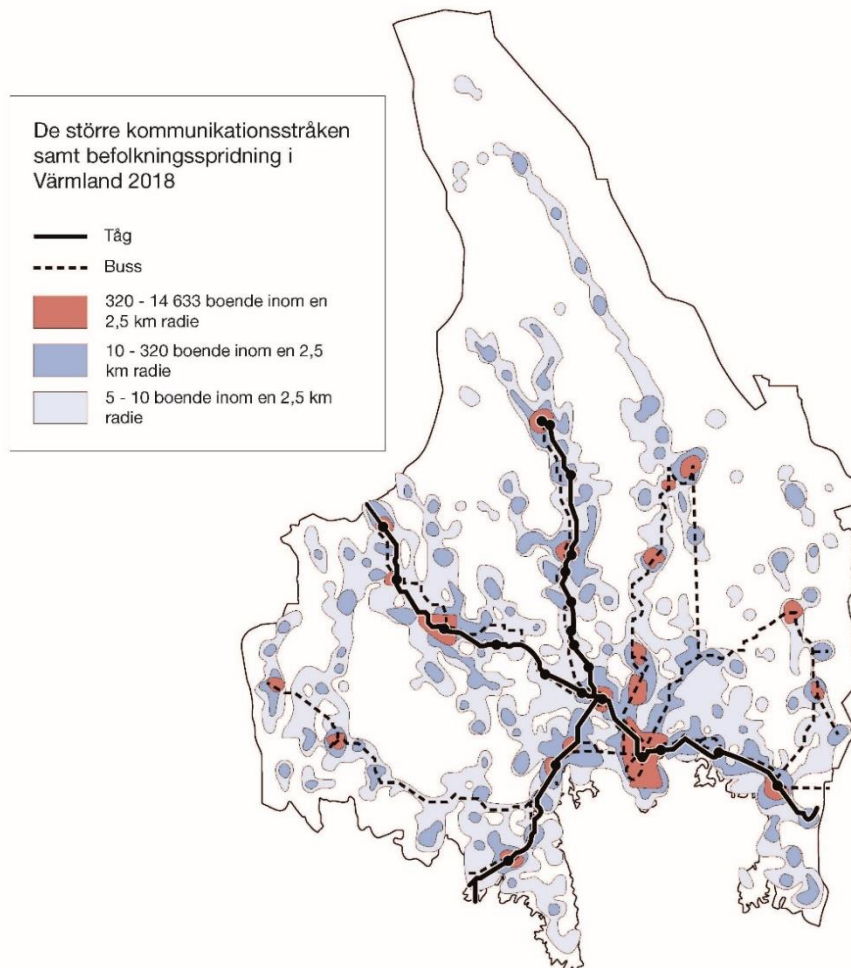 De större kommunikationsstråken
samt befolkningsspridning i
Värmland 2018
Tåg
Buss
320 - 14 633 boende inom en
2,5 km radie
10 - 320 boende inom en 2,5
km radie
5 - 10 boende inom en 2,5 km
radie